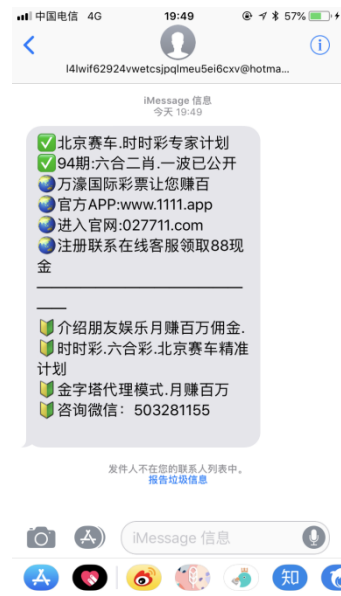 中国电信 4G 19:49 57%
l4lwif62924vwetcsjpqlmeu5ei6cxv@hotma...
iMessage 信息
今天 19:49
✅北京赛车.时时彩专家计划
✅94期:六合二肖.一波已公开
🌏万濠国际彩票让您赚百
🌏官方APP:www.1111.app
🌏进入官网:027711.com
🌏注册联系在线客服领取88现
金
🔰介绍朋友娱乐月赚百万佣金.
🔰时时彩.六合彩.北京赛车精准
计划
🔰金字塔代理模式.月赚百万
🔰咨询微信：503281155
发件人不在您的联系人列表中。
报告垃圾信息
iMessage 信息
知